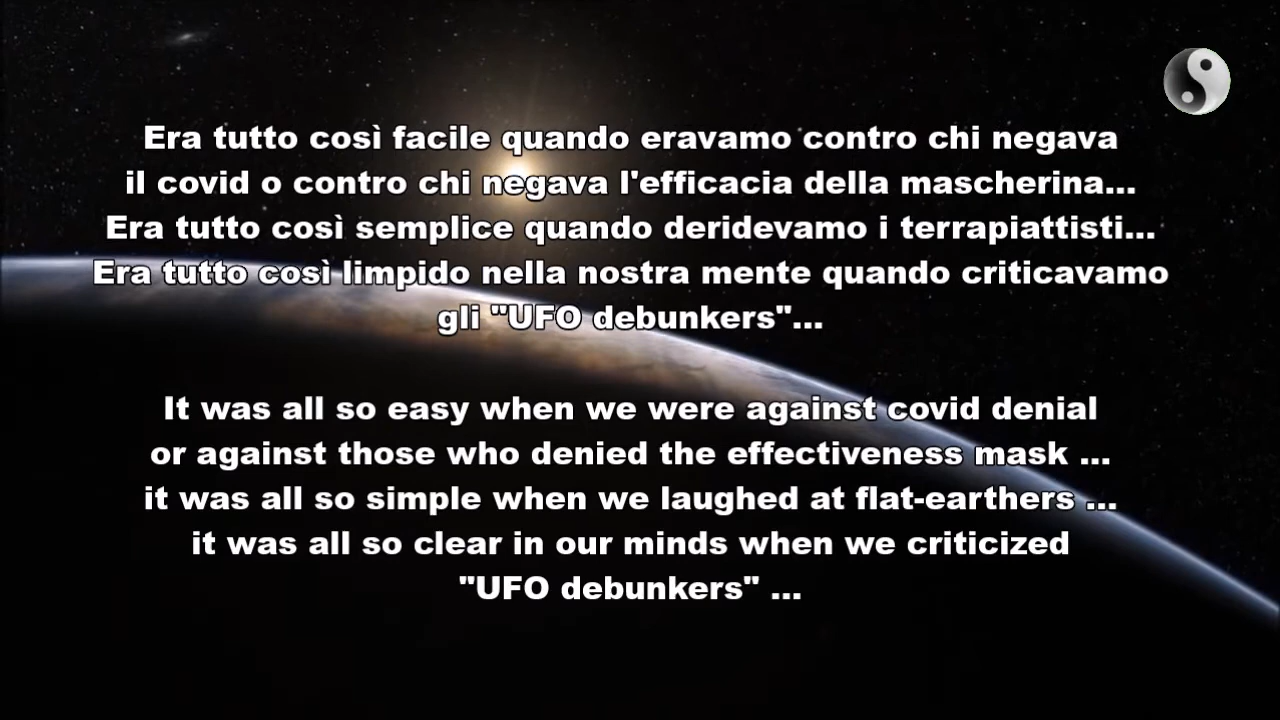 Era tutto così facile quando eravamo contro chi negava
il covid o contro chi negava l'efficacia della mascherina...
Era tutto così semplice quando deridevamo i terrapiattisti...
Era tutto così limpido nella nostra mente quando criticavamo
gli "UFO debunkers"...
It was all so easy when we were against covid denial
or against those who denied the effectiveness mask ...
it was all so simple when we laughed at flat-earthers ...
it was all so clear in our minds when we criticized
"UFO debunkers" ...